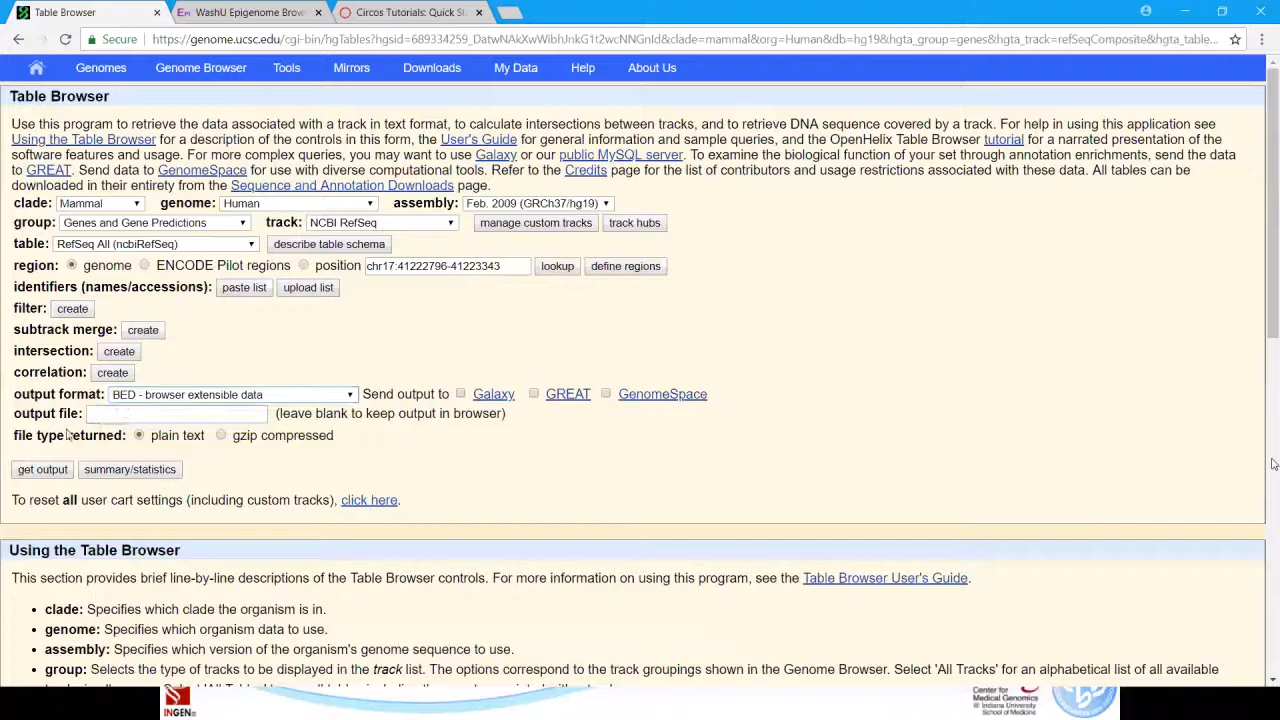 Table Browser
WashU Epigenome Brow
Circos Tutorials: Quick St
Secure
https://genome.ucsc.edu/cgi-bin/hgTables?hgsid=689334259_DatwNAkXwWibhJnkG1t2wcNNGnId&clade=mammal&org=Human&db=hg19&hgta_group=genes&hgta_track=refSeqComposite&hgta_table...
Genomes Genome Browser Tools Mirrors Downloads My Data Help About Us
Table Browser
Use this program to retrieve the data associated with a track in text format, to calculate intersections between tracks, and to retrieve DNA sequence covered by a track. For help in using this application see
Using the Table Browser for a description of the controls in this form, the User's Guide for general information and sample queries, and the OpenHelix Table Browser tutorial for a narrated presentation of the
software features and usage. For more complex queries, you may want to use Galaxy or our public MySQL server. To examine the biological function of your set through annotation enrichments, send the data
to GREAT. Send data to GenomeSpace for use with diverse computational tools. Refer to the Credits page for the list of contributors and usage restrictions associated with these data. All tables can be
downloaded in their entirety from the Sequence and Annotation Downloads page.
clade: Mammal genome: Human assembly: Feb. 2009 (GRCh37/hg19)
group: Genes and Gene Predictions track: NCBI RefSeq manage custom tracks track hubs
table: RefSeq All (ncbiRefSeq) describe table schema
region: genome ENCODE Pilot regions position chr17:41222796-41223343 lookup define regions
identifiers (names/accessions): paste list upload list
filter: create
subtrack merge: create
intersection: create
correlation: create
output format: BED - browser extensible data Send output to Galaxy GREAT GenomeSpace
output file: (leave blank to keep output in browser)
file type returned: plain text gzip compressed
get output summary/statistics
To reset all user cart settings (including custom tracks), click here.
Using the Table Browser
This section provides brief line-by-line descriptions of the Table Browser controls. For more information on using this program, see the Table Browser User's Guide.
• clade: Specifies which clade the organism is in.
• genome: Specifies which organism data to use.
• assembly: Specifies which version of the organism's genome sequence to use.
• group: Selects the type of tracks to be displayed in the track list. The options correspond to the track groupings shown in the Genome Browser. Select 'All Tracks' for an alphabetical list of all available
INGEN
Center for
Medical Genomics
@ Indiana University
School of Medicine